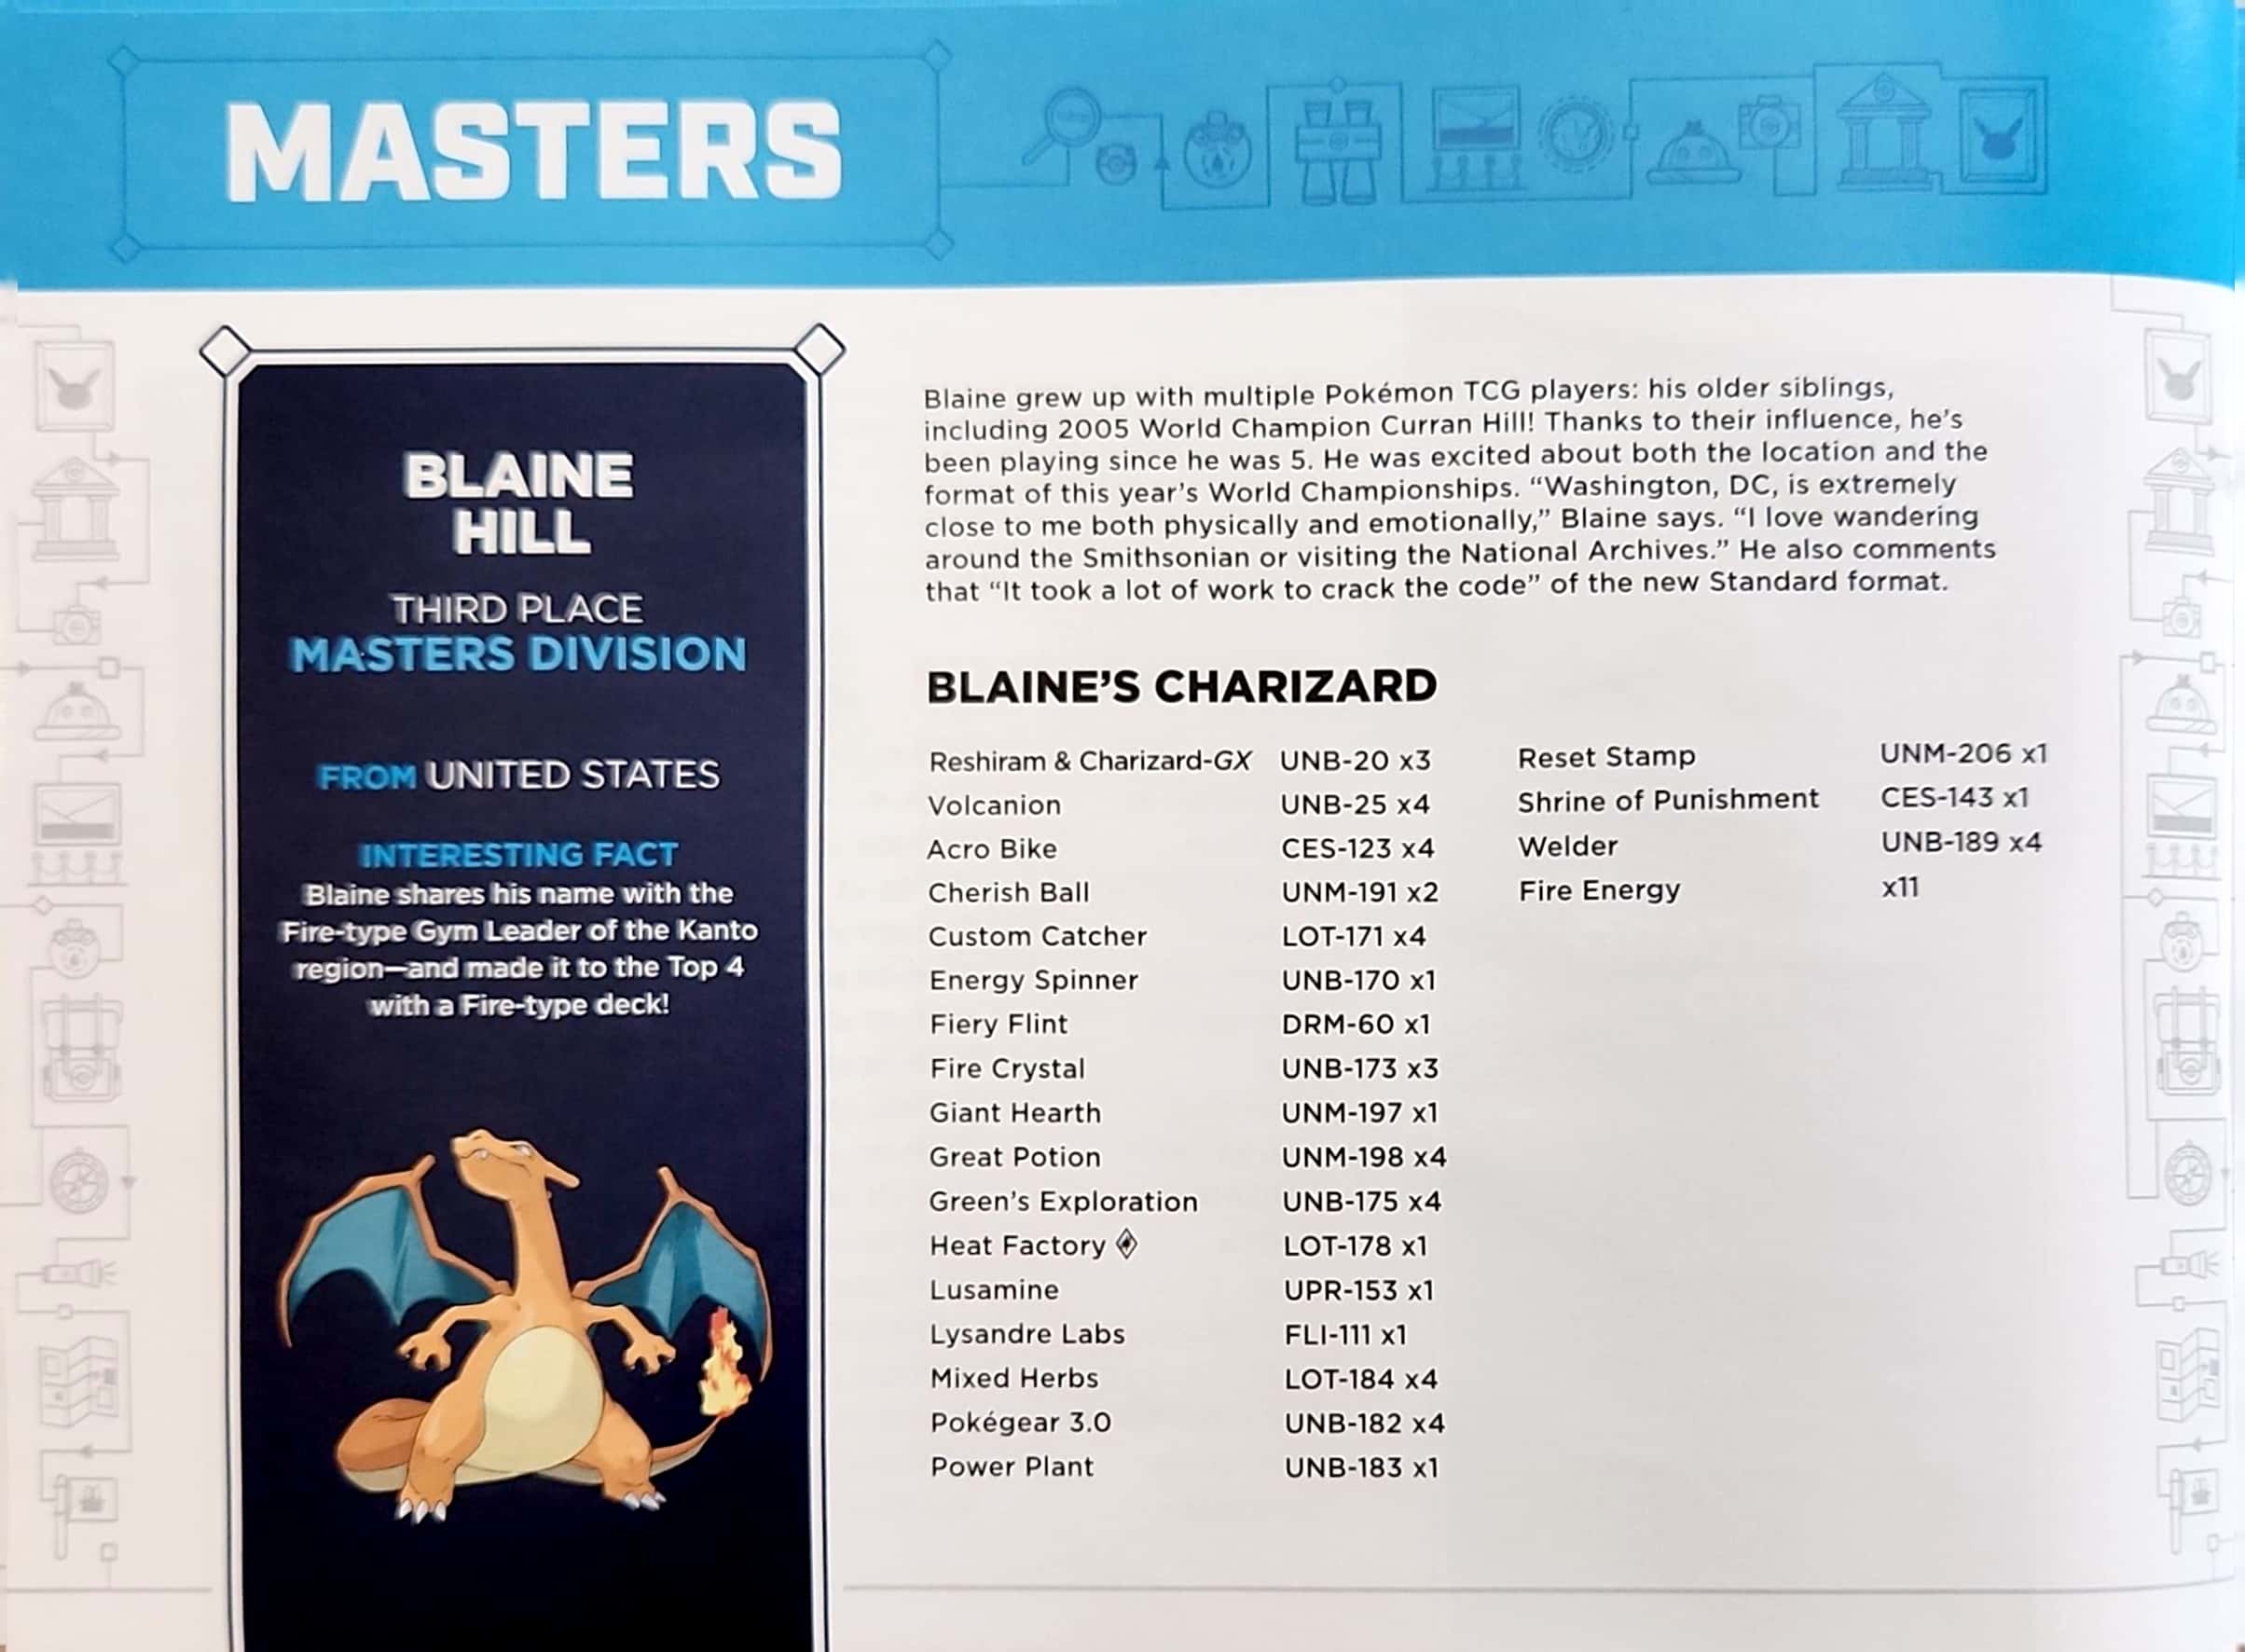 MASTERS
BLAINE
HILL
THIRD PLACE
MASTERS DIVISION
FROM UNITED STATES
INTERESTING FACT
Blaine shares his name with the
Fire-type Gym Leader of the Kanto
region—and made it to the Top 4
with a Fire-type deck!
Blaine grew up with multiple Pokémon TCG players: his older siblings,
including 2005 World Champion Curran Hill! Thanks to their influence, he's
been playing since he was 5. He was excited about both the location and the
format of this year's World Championships. “Washington, DC, is extremely
close to me both physically and emotionally,” Blaine says. “I love wandering
around the Smithsonian or visiting the National Archives.” He also comments
that “It took a lot of work to crack the code” of the new Standard format.
BLAINE'S CHARIZARD
Reshiram & Charizard-GX UNB-20 x3
Volcanion UNB-25 x4
Acro Bike CES-123 x4
Cherish Ball UNM-191 x2
Custom Catcher LOT-171 x4
Energy Spinner UNB-170 x1
Fiery Flint DRM-60 x1
Fire Crystal UNB-173 x3
Giant Hearth UNM-197 x1
Great Potion UNM-198 x4
Green's Exploration UNB-175 x4
Heat Factory UNB LOT-178 x1
Lusamine UPR-153 x1
Lysandre Labs FLI-111 x1
Mixed Herbs LOT-184 x4
Pokégear 3.0 UNB-182 x4
Power Plant UNB-183 x1
Reset Stamp UNM-206 x1
Shrine of Punishment CES-143 x1
Welder UNB-189 x4
Fire Energy x11